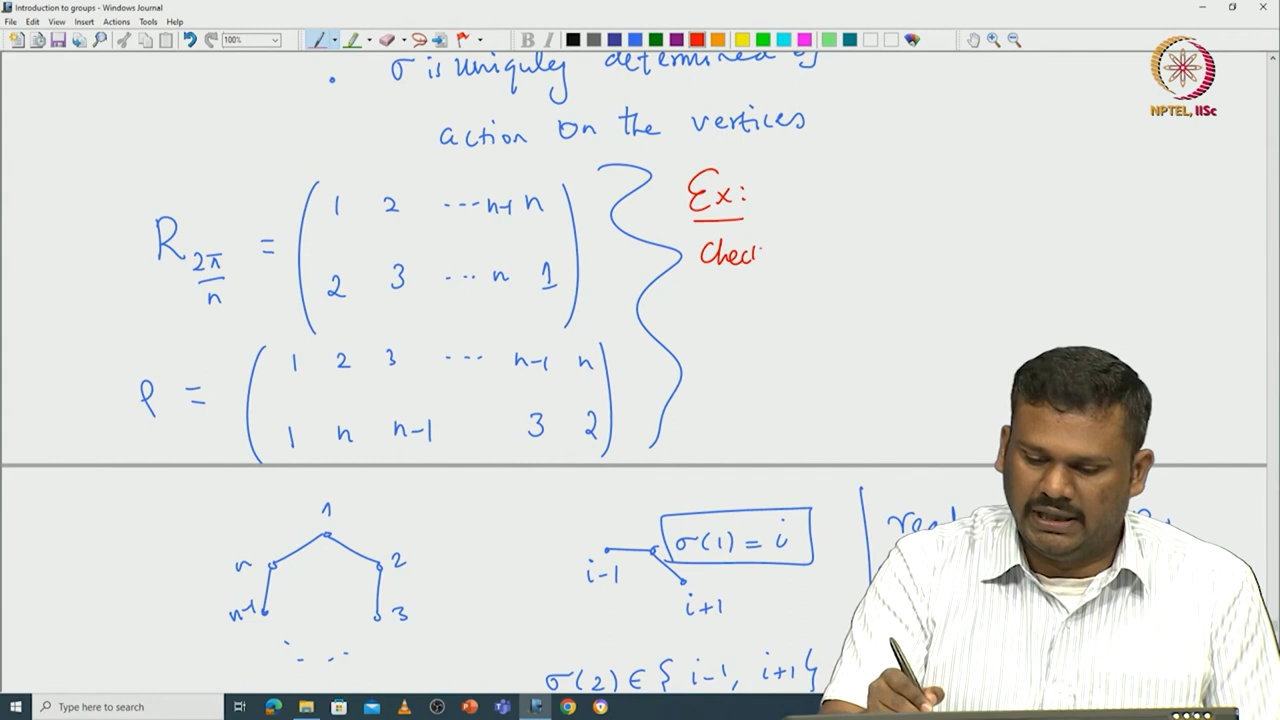 Introduction to groups - Windows Journal
File Edit View Insert Actions Tools Help
100%
B I
NPTEL, IISc
. σ is uniquly determined by
action on the vertices
R 2π/n = ( 1 2 ... n-1 n
2 3 ... n 1 )
Ex:
Chec
ρ = ( 1 2 3 ... n-1 n
1 n n-1 3 2 )
1
n 2
n-1 3
. . .
σ(1) = i
i-1
i+1
σ(2) ∈ { i-1, i+1 }
Type here to search